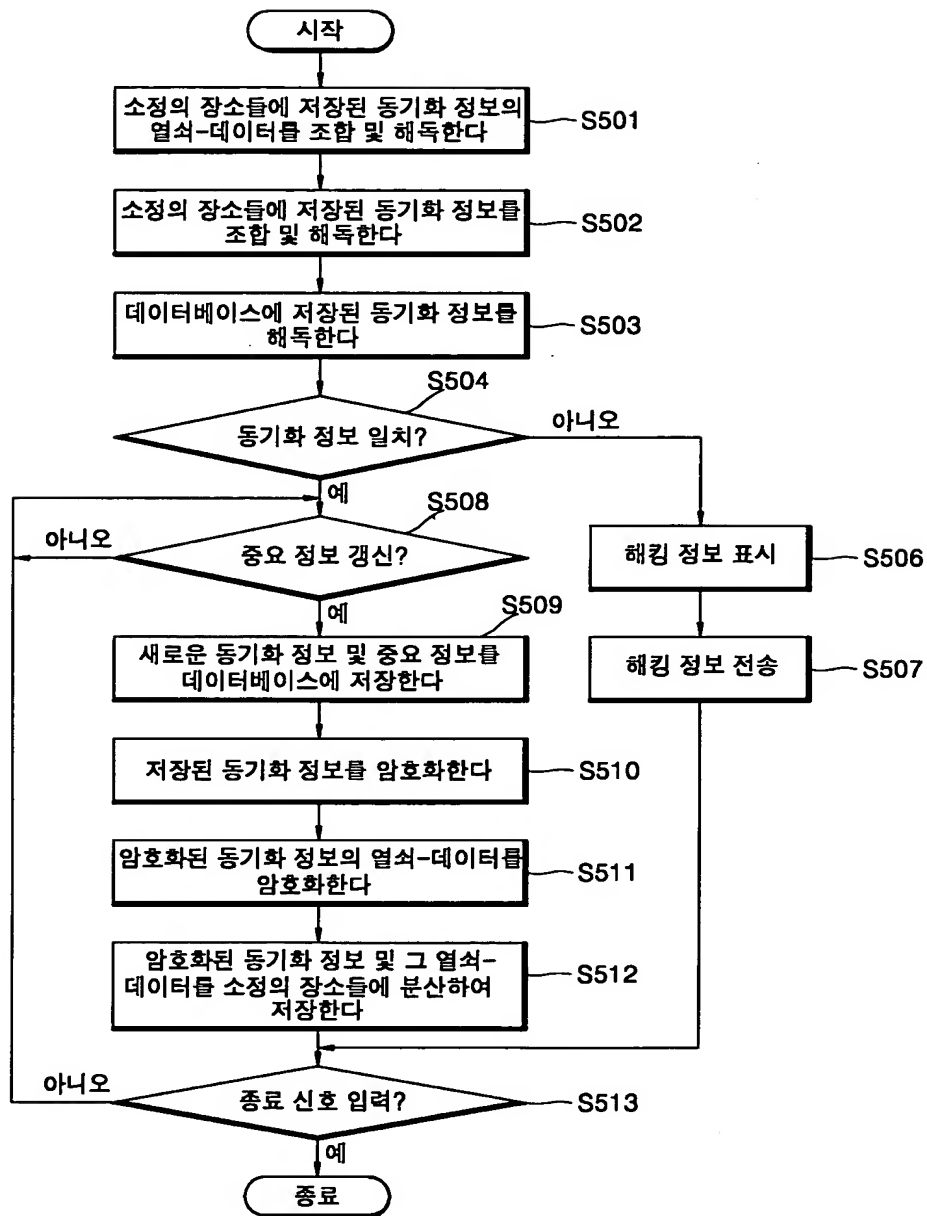 시작
소정의 장소들에 저장된 동기화 정보의
열쇠-데이터를 조합 및 해독한다
S501
소정의 장소들에 저장된 동기화 정보를
조합 및 해독한다
S502
데이터베이스에 저장된 동기화 정보를
해독한다
S503
S504
동기화 정보 일치?
아니오
예
S508
아니오
중요 정보 갱신?
해킹 정보 표시
S506
예
S509
새로운 동기화 정보 및 중요 정보를
데이터베이스에 저장한다
해킹 정보 전송
S507
저장된 동기화 정보를 암호화한다
S510
암호화된 동기화 정보의 열쇠-데이터를
암호화한다
S511
암호화된 동기화 정보 및 그 열쇠-
데이터를 소정의 장소들에 분산하여
저장한다
S512
아니오
종료 신호 입력?
S513
예
종료